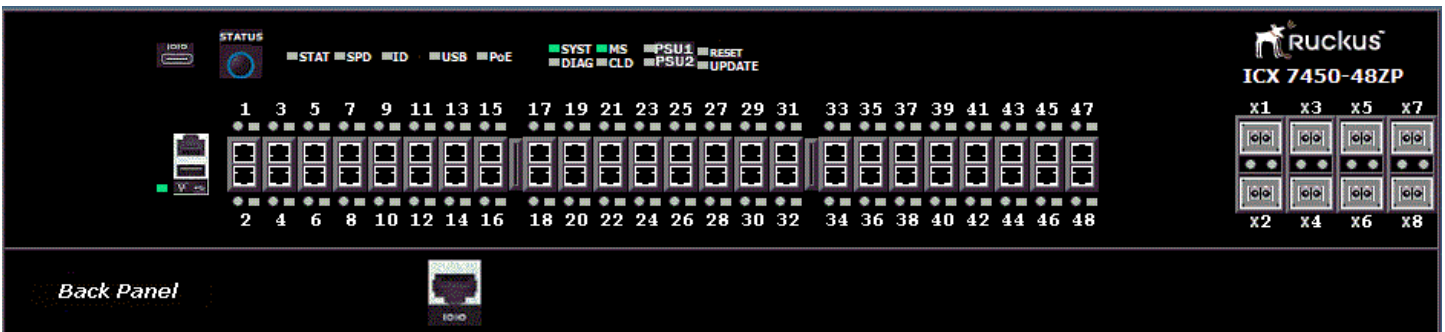 IOIO
STATUS
STAT SPD ID USB PoE
SYST MS PSU1 RESET
DIAG CLD PSU2 UPDATE
RUCKUS
ICX 7450-48ZP
1 3 5 7 9 11 13 15 17 19 21 23 25 27 29 31 33 35 37 39 41 43 45 47
X1 X3 X5 X7
2 4 6 8 10 12 14 16 18 20 22 24 26 28 30 32 34 36 38 40 42 44 46 48
X2 X4 X6 X8
Back Panel
IOIO